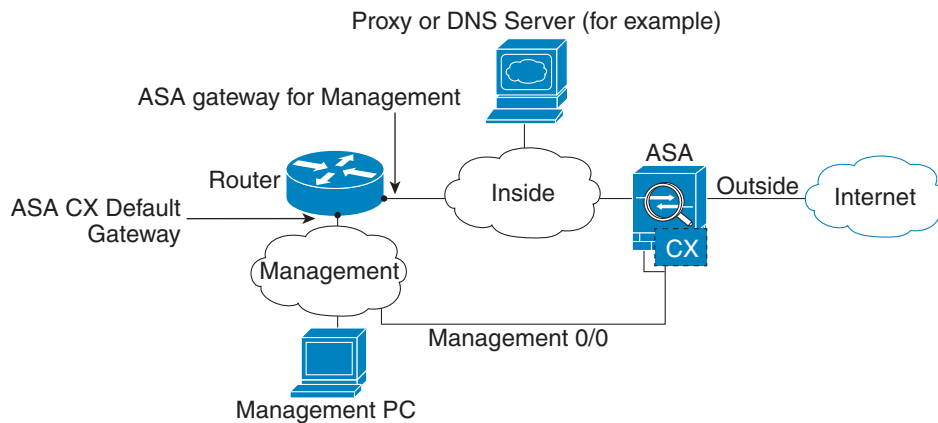 Proxy or DNS Server (for example)
ASA gateway for Management
ASA
Router
Inside
Outside
Internet
ASA CX Default
Gateway
CX
Management
Management 0/0
Management PC